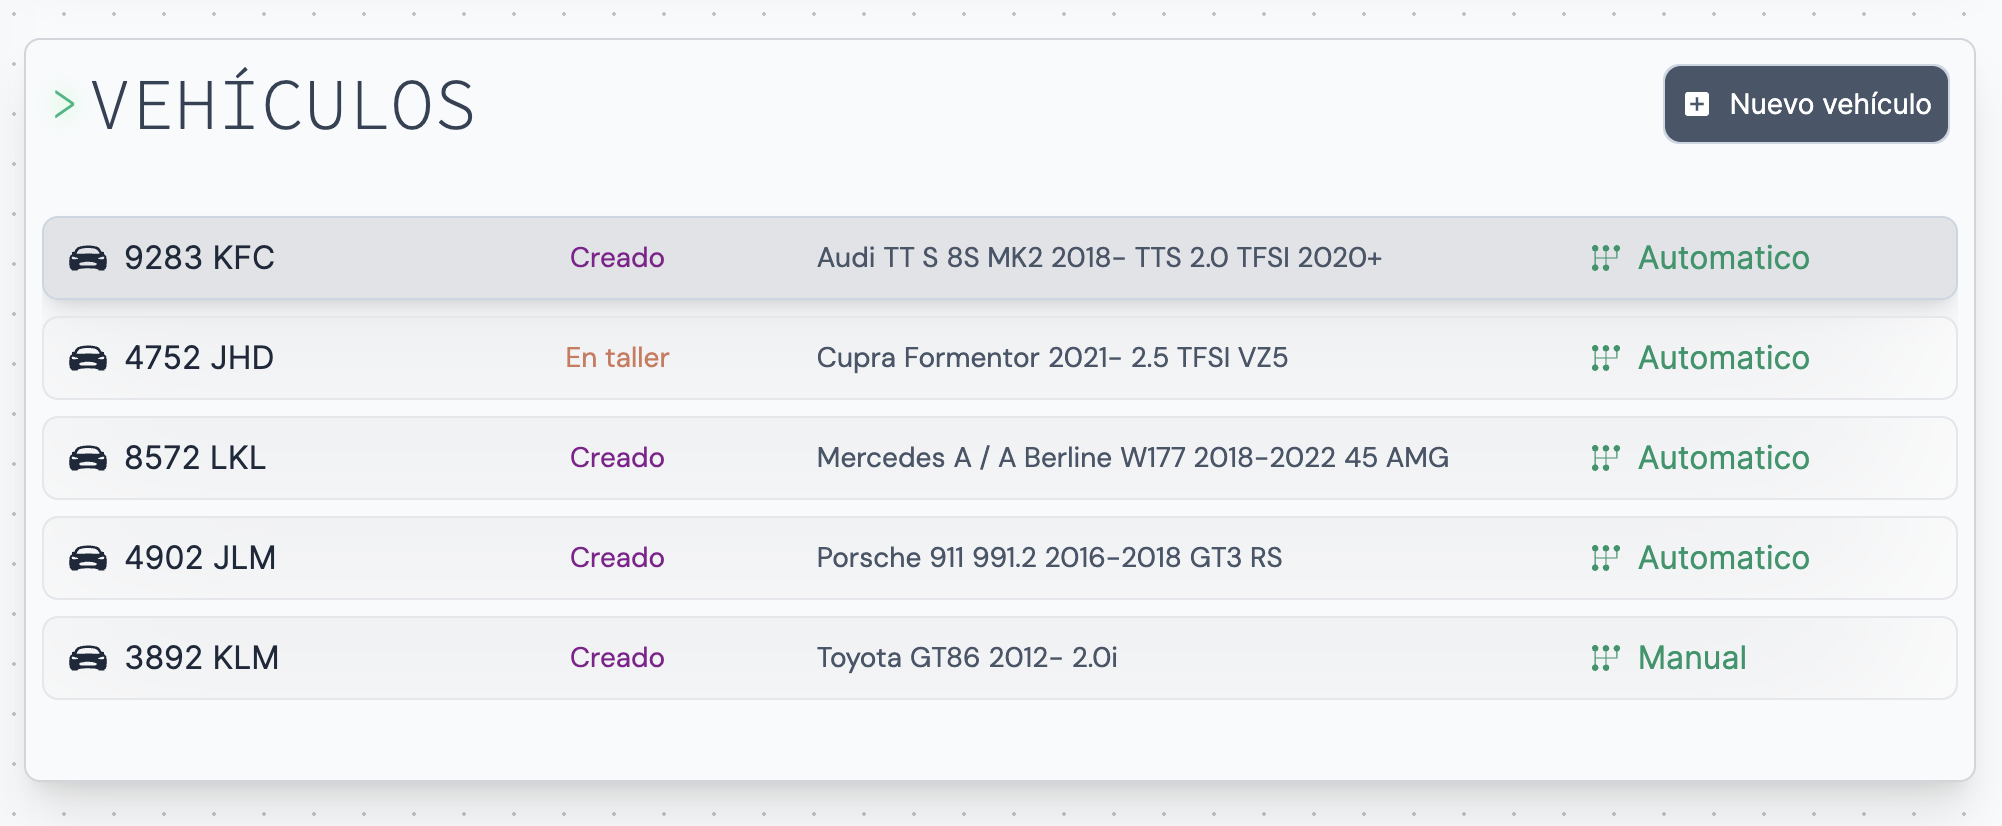 > VEHÍCULOS
Nuevo vehículo
9283 KFC Creado Audi TT S 8S MK2 2018- TTS 2.0 TFSI 2020+ Automatico
4752 JHD En taller Cupra Formentor 2021- 2.5 TFSI VZ5 Automatico
8572 LKL Creado Mercedes A / A Berline W177 2018-2022 45 AMG Automatico
4902 JLM Creado Porsche 911 991.2 2016-2018 GT3 RS Automatico
3892 KLM Creado Toyota GT86 2012- 2.0i Manual